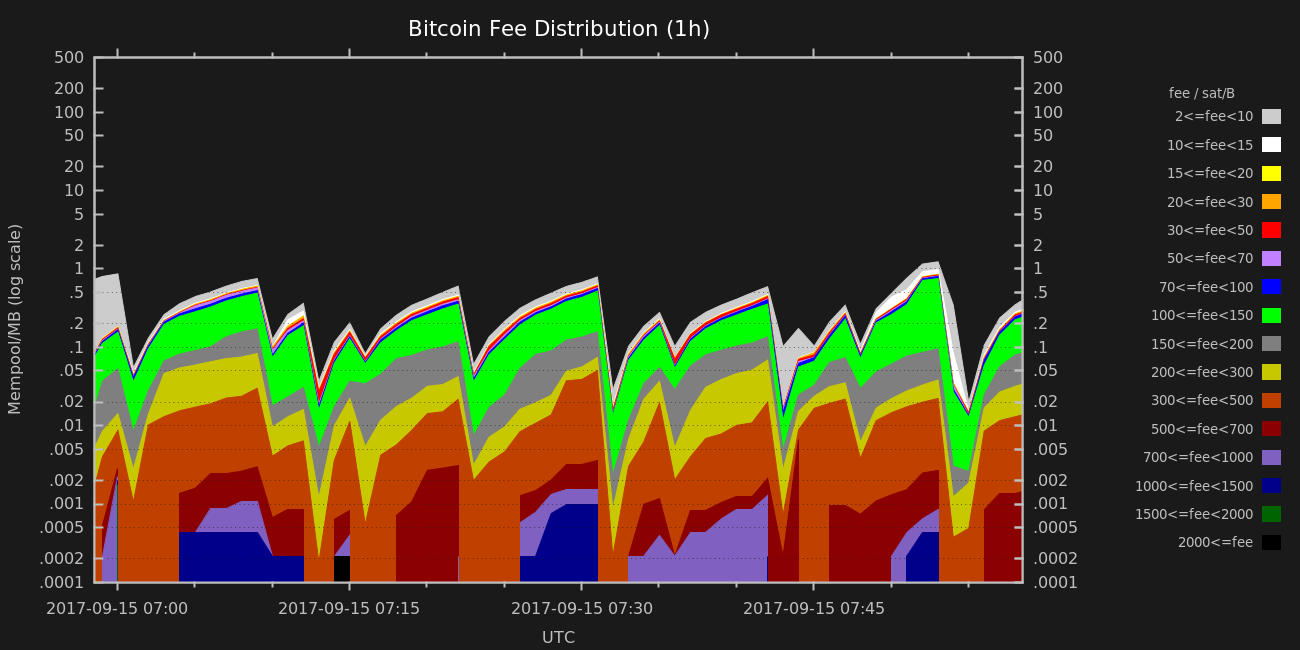 Bitcoin Fee Distribution (1h)
Mempool/MB (log scale)
500
200
100
50
20
10
5
2
1
.5
.2
.1
.05
.02
.01
.005
.002
.001
.0005
.0002
.0001
500
200
100
50
20
10
5
2
1
.5
.2
.1
.05
.02
.01
.005
.002
.001
.0005
.0002
.0001
2017-09-15 07:00
2017-09-15 07:15
2017-09-15 07:30
2017-09-15 07:45
UTC
fee / sat/B
2<=fee<10
10<=fee<15
15<=fee<20
20<=fee<30
30<=fee<50
50<=fee<70
70<=fee<100
100<=fee<150
150<=fee<200
200<=fee<300
300<=fee<500
500<=fee<700
700<=fee<1000
1000<=fee<1500
1500<=fee<2000
2000<=fee